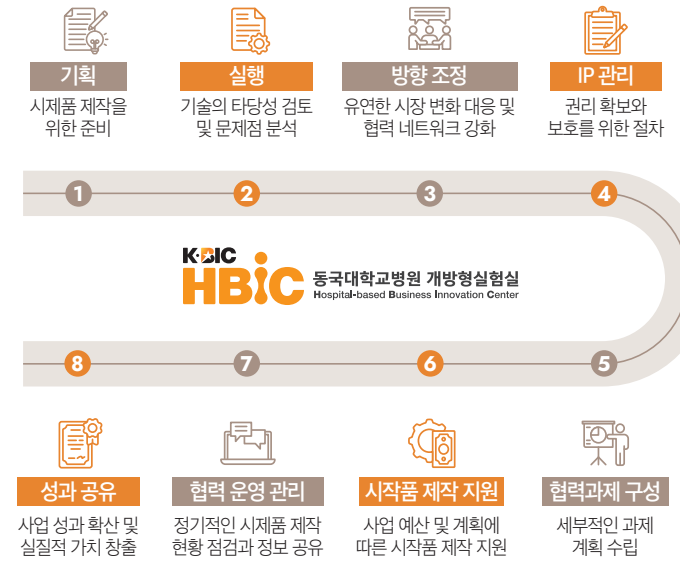 기획
시제품 제작을
위한 준비
실행
기술의 타당성 검토
및 문제점 분석
방향 조정
유연한 시장 변화 대응 및
협력 네트워크 강화
IP 관리
권리 확보와
보호를 위한 절차
1
2
3
4
K·BIC
HBIC
동국대학교병원 개방형실험실
Hospital-based Business Innovation Center
8
7
6
5
성과 공유
사업 성과 확산 및
실질적 가치 창출
협력 운영 관리
정기적인 시제품 제작
현황 점검과 정보 공유
시작품 제작 지원
사업 예산 및 계획에
따른 시작품 제작 지원
협력과제 구성
세부적인 과제
계획 수립